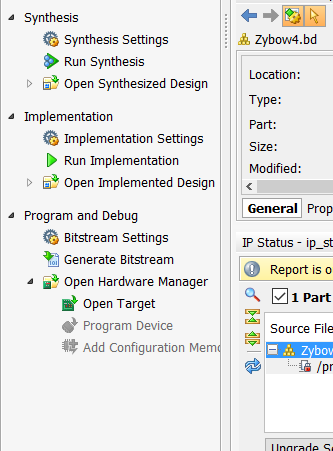 Synthesis
Synthesis Settings
Run Synthesis
Open Synthesized Design
Implementation
Implementation Settings
Run Implementation
Open Implemented Design
Program and Debug
Bitstream Settings
Generate Bitstream
Open Hardware Manager
Open Target
Program Device
Add Configuration Memo
Zybow4.bd
Location:
Type:
Part:
Size:
Modified:
General Prop
IP Status - ip_st
Report is o
1 Part
Source File
Zybow
/pr
Upgrade Se